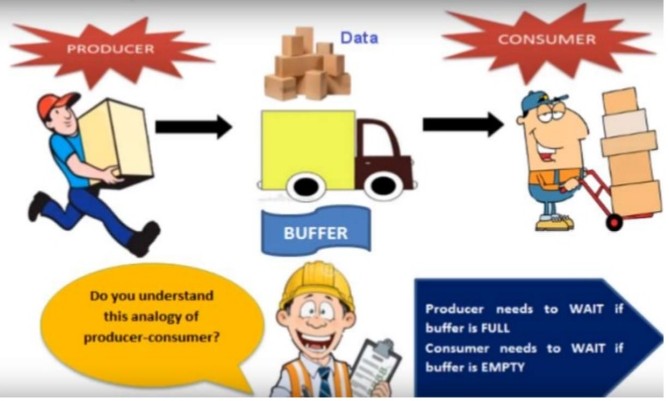 PRODUCER
Data
CONSUMER
BUFFER
Do you understand
this analogy of
producer-consumer?
Producer needs to WAIT if
buffer is FULL
Consumer needs to WAIT if
buffer is EMPTY